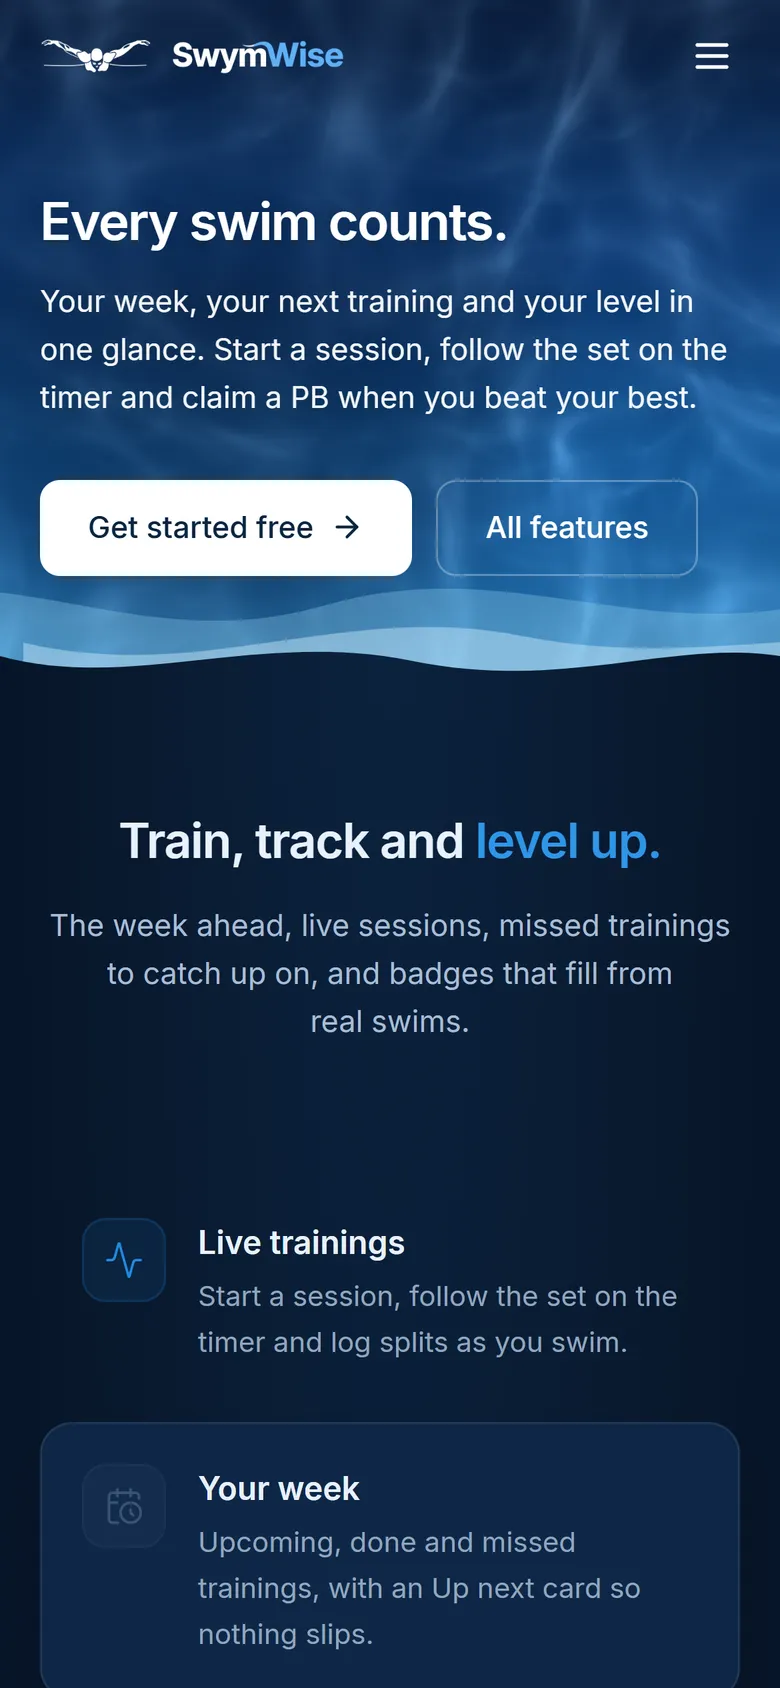 SwymWise
Every swim counts.
Your week, your next training and your level in
one glance. Start a session, follow the set on the
timer and claim a PB when you beat your best.
Get started free
All features
Train, track and level up.
The week ahead, live sessions, missed trainings
to catch up on, and badges that fill from
real swims.
Live trainings
Start a session, follow the set on the
timer and log splits as you swim.
Your week
Upcoming, done and missed
trainings, with an Up next card so
nothing slips.